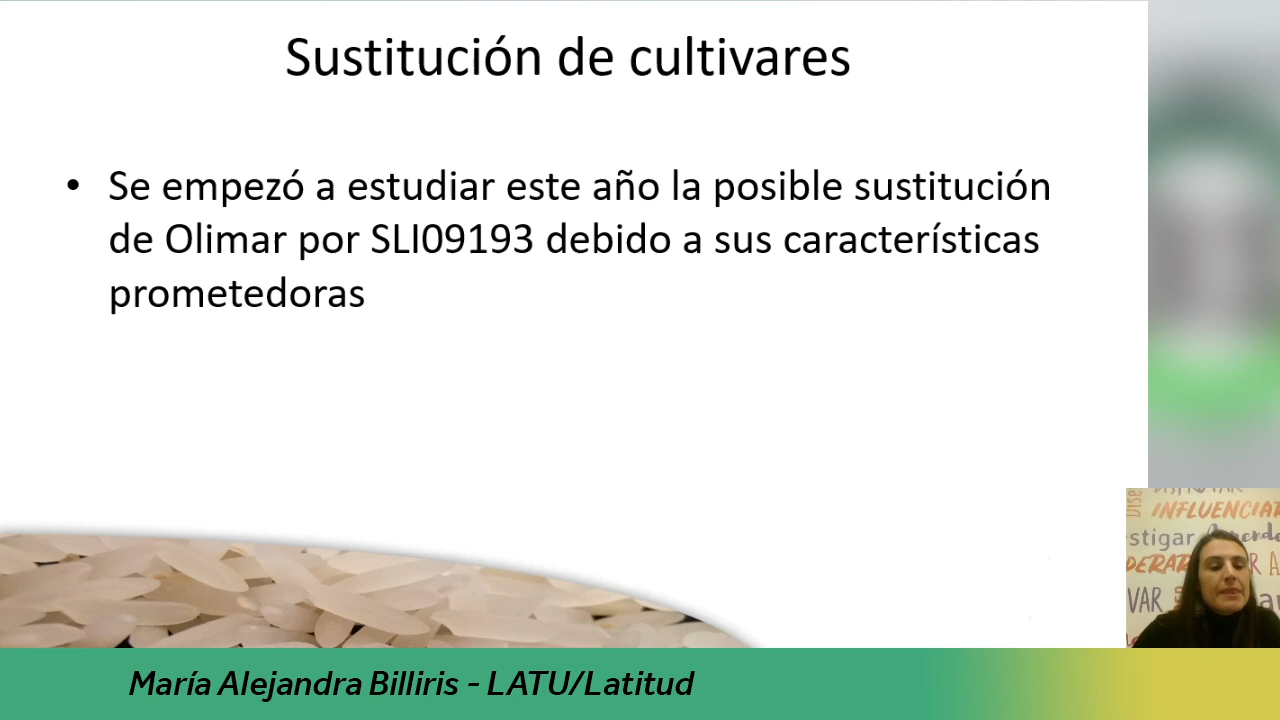 Sustitución de cultivares
• Se empezó a estudiar este año la posible sustitución
de Olimar por SLI09193 debido a sus características
prometedoras
INFLUENCIA
stigar
VAR
María Alejandra Billiris - LATU/Latitud